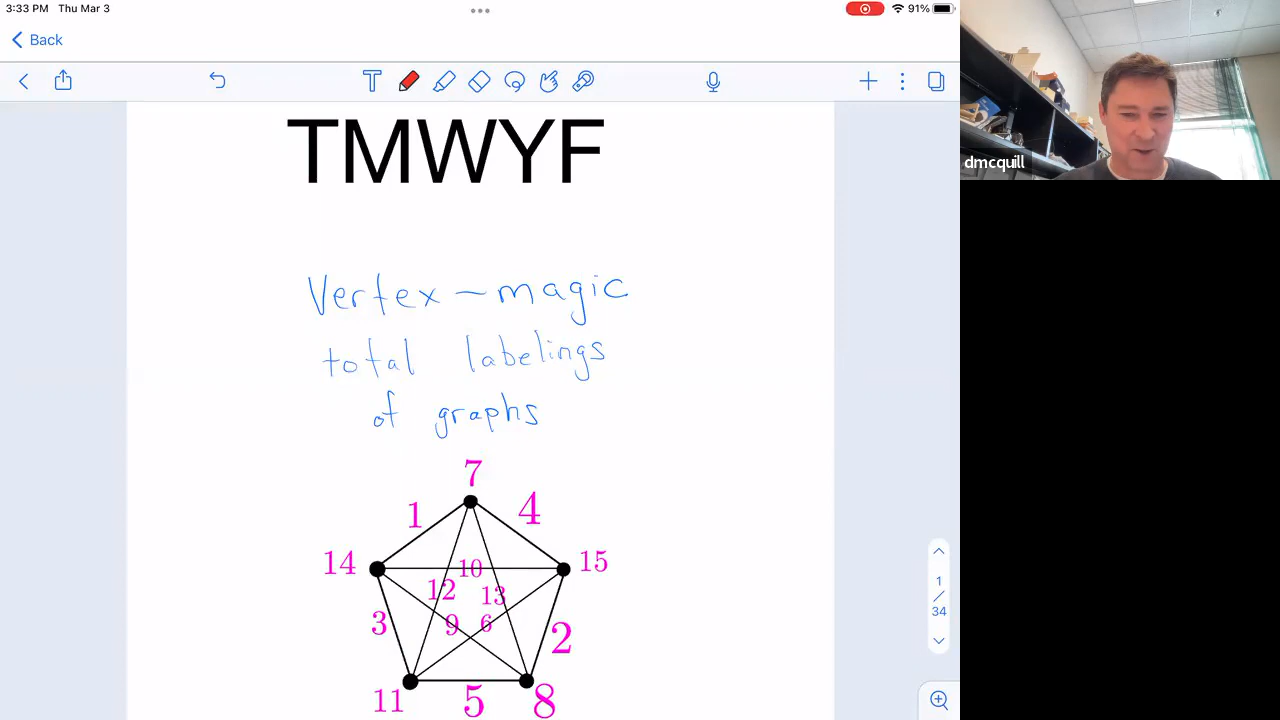 3:33 PM Thu Mar 3
91%
Back
T
TMWYF
Vertex - magic
total labelings
of graphs
7
1
4
14
10
15
12
13
3
9
6
2
11
5
8
1
/
34
dmcquill